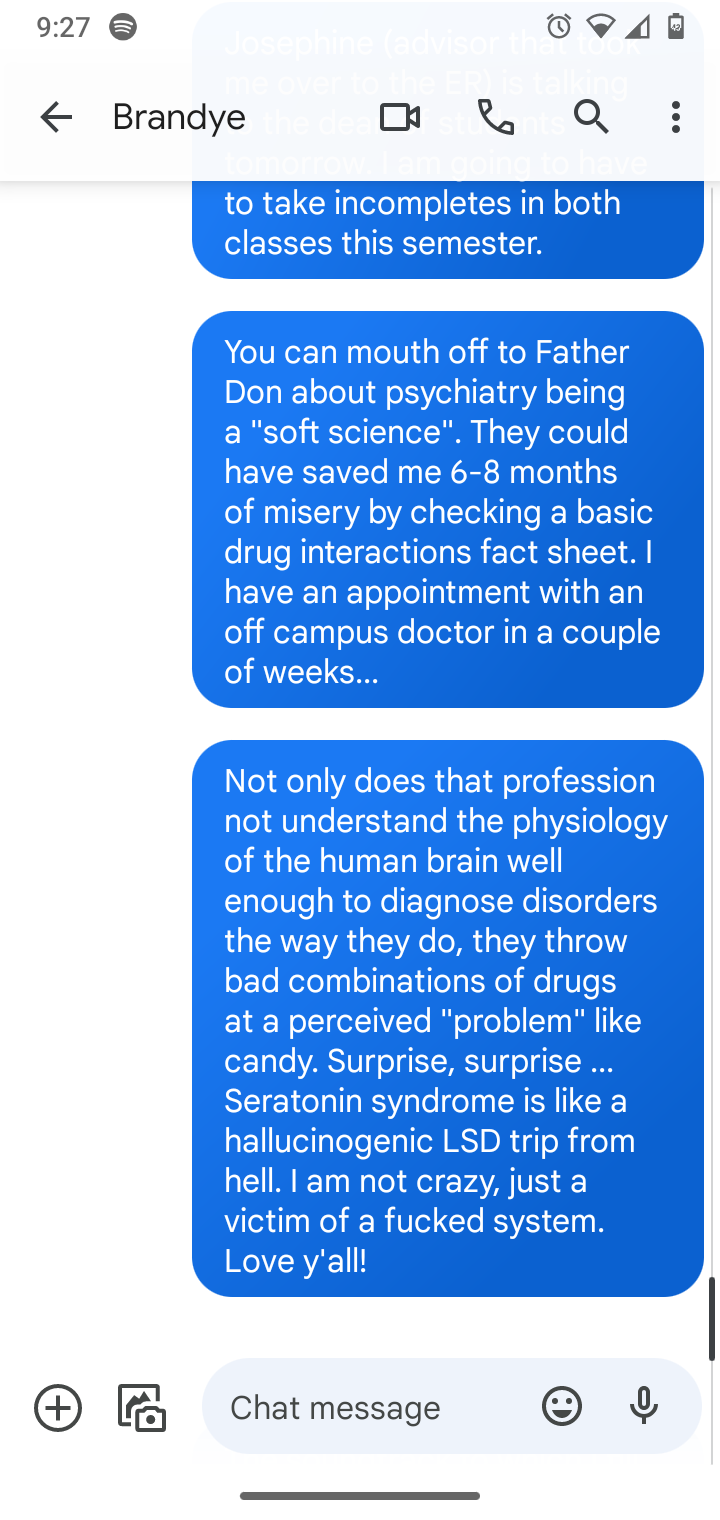 9:27
42
Josephine (advisor that took
me over to the ER) is talking
Brandye
to the dean of students
tomorrow. I am going to have
to take incompletes in both
classes this semester.
You can mouth off to Father
Don about psychiatry being
a "soft science". They could
have saved me 6-8 months
of misery by checking a basic
drug interactions fact sheet. I
have an appointment with an
off campus doctor in a couple
of weeks...
Not only does that profession
not understand the physiology
of the human brain well
enough to diagnose disorders
the way they do, they throw
bad combinations of drugs
at a perceived "problem" like
candy. Surprise, surprise ...
Seratonin syndrome is like a
hallucinogenic LSD trip from
hell. I am not crazy, just a
victim of a fucked system.
Love y'all!
Chat message